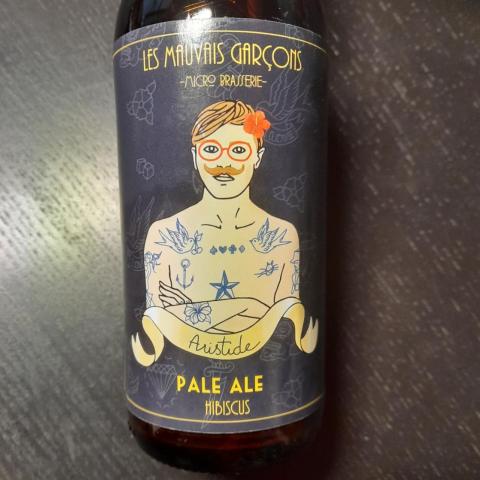 LES MAUVAIS GARÇONS
-MICRO BRASSERIE-
Aristide
PALE ALE
HIBISCUS